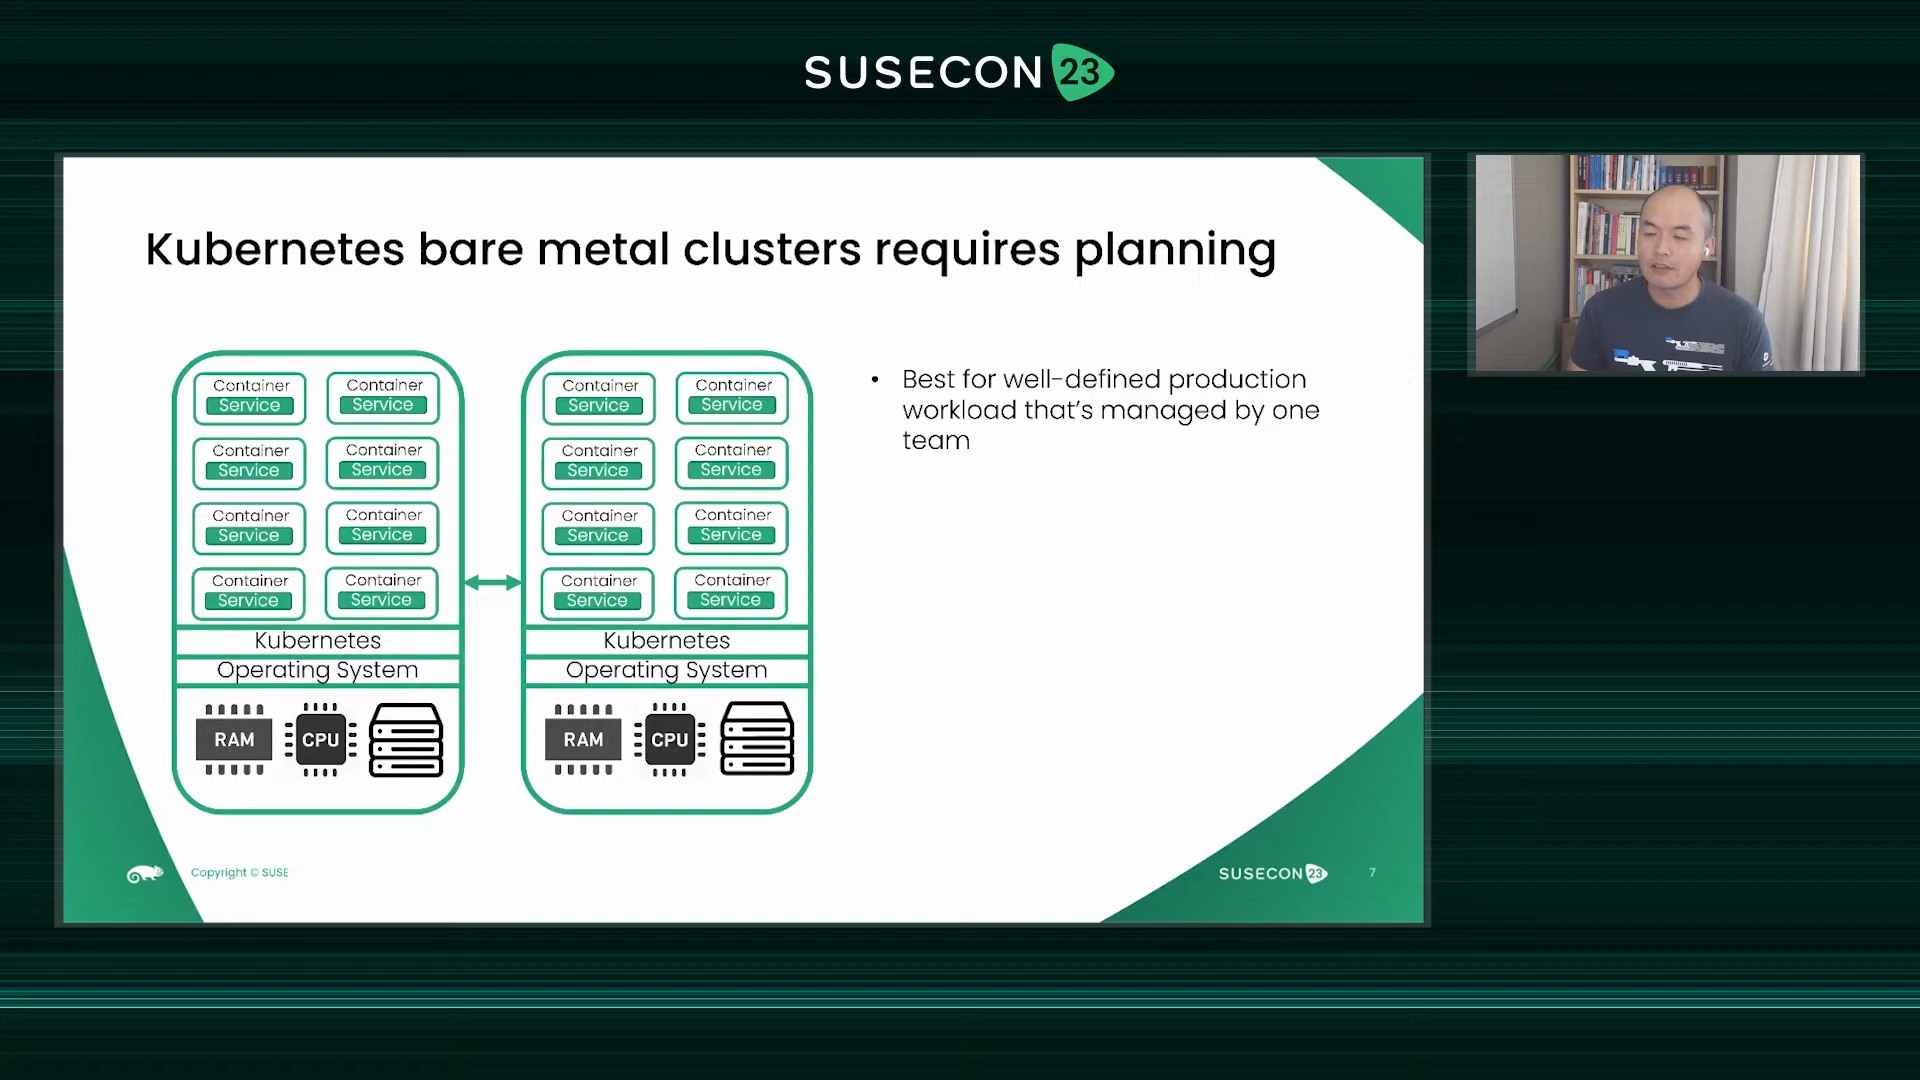 SUSECON 23
Kubernetes bare metal clusters requires planning
Container Container
Service Service
Container Container
Service Service
Container Container
Service Service
Container Container
Service Service
Kubernetes
Operating System
RAM CPU
Container Container
Service Service
Container Container
Service Service
Container Container
Service Service
Container Container
Service Service
Kubernetes
Operating System
RAM CPU
• Best for well-defined production
workload that's managed by one
team
Copyright © SUSE
SUSECON 23
7